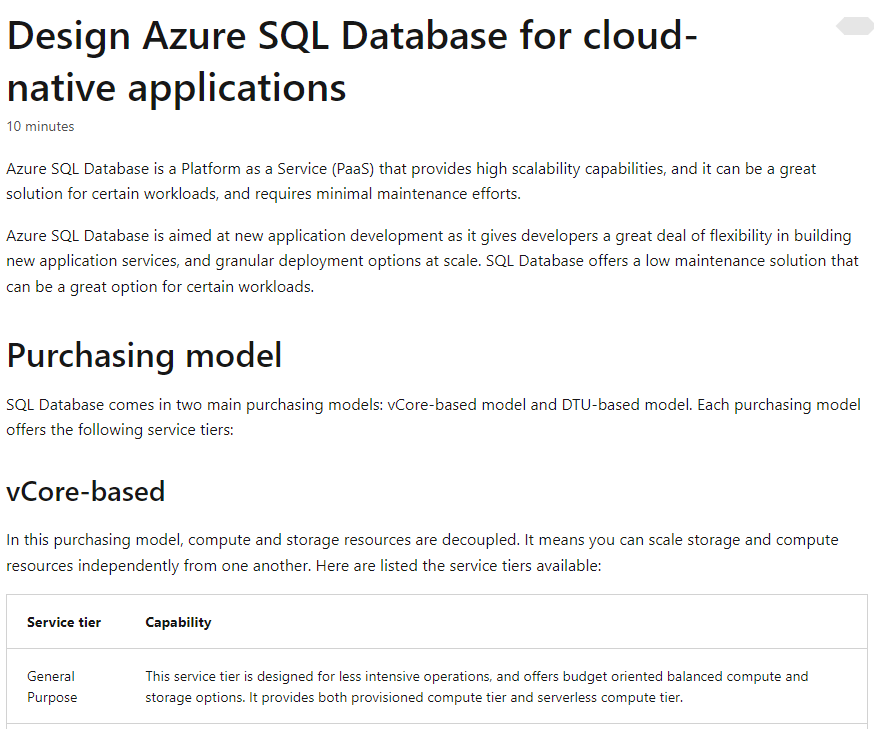 Design Azure SQL Database for cloud-
native applications
10 minutes
Azure SQL Database is a Platform as a Service (PaaS) that provides high scalability capabilities, and it can be a great
solution for certain workloads, and requires minimal maintenance efforts.
Azure SQL Database is aimed at new application development as it gives developers a great deal of flexibility in building
new application services, and granular deployment options at scale. SQL Database offers a low maintenance solution that
can be a great option for certain workloads.
Purchasing model
SQL Database comes in two main purchasing models: vCore-based model and DTU-based model. Each purchasing model
offers the following service tiers:
vCore-based
In this purchasing model, compute and storage resources are decoupled. It means you can scale storage and compute
resources independently from one another. Here are listed the service tiers available:
Service tier Capability
General This service tier is designed for less intensive operations, and offers budget oriented balanced compute and
Purpose storage options. It provides both provisioned compute tier and serverless compute tier.